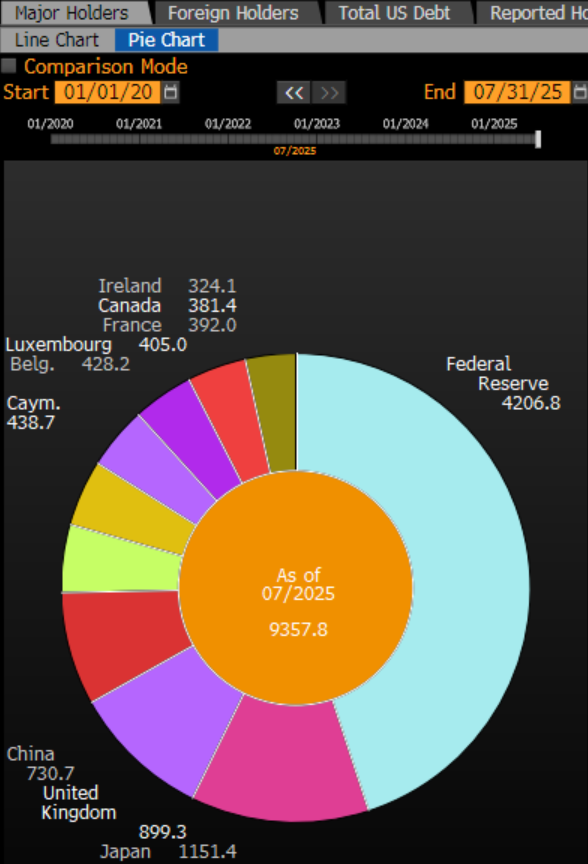 Major Holders Foreign Holders Total US Debt Reported Ho
Line Chart Pie Chart
Comparison Mode
Start 01/01/20 << >> End 07/31/25
01/2020 01/2021 01/2022 01/2023 01/2024 01/2025
07/2025
Ireland 324.1
Canada 381.4
France 392.0
Luxembourg 405.0
Belg. 428.2
Caym.
438.7
Federal
Reserve
4206.8
As of
07/2025
9357.8
China
730.7
United
Kingdom
899.3
Japan 1151.4